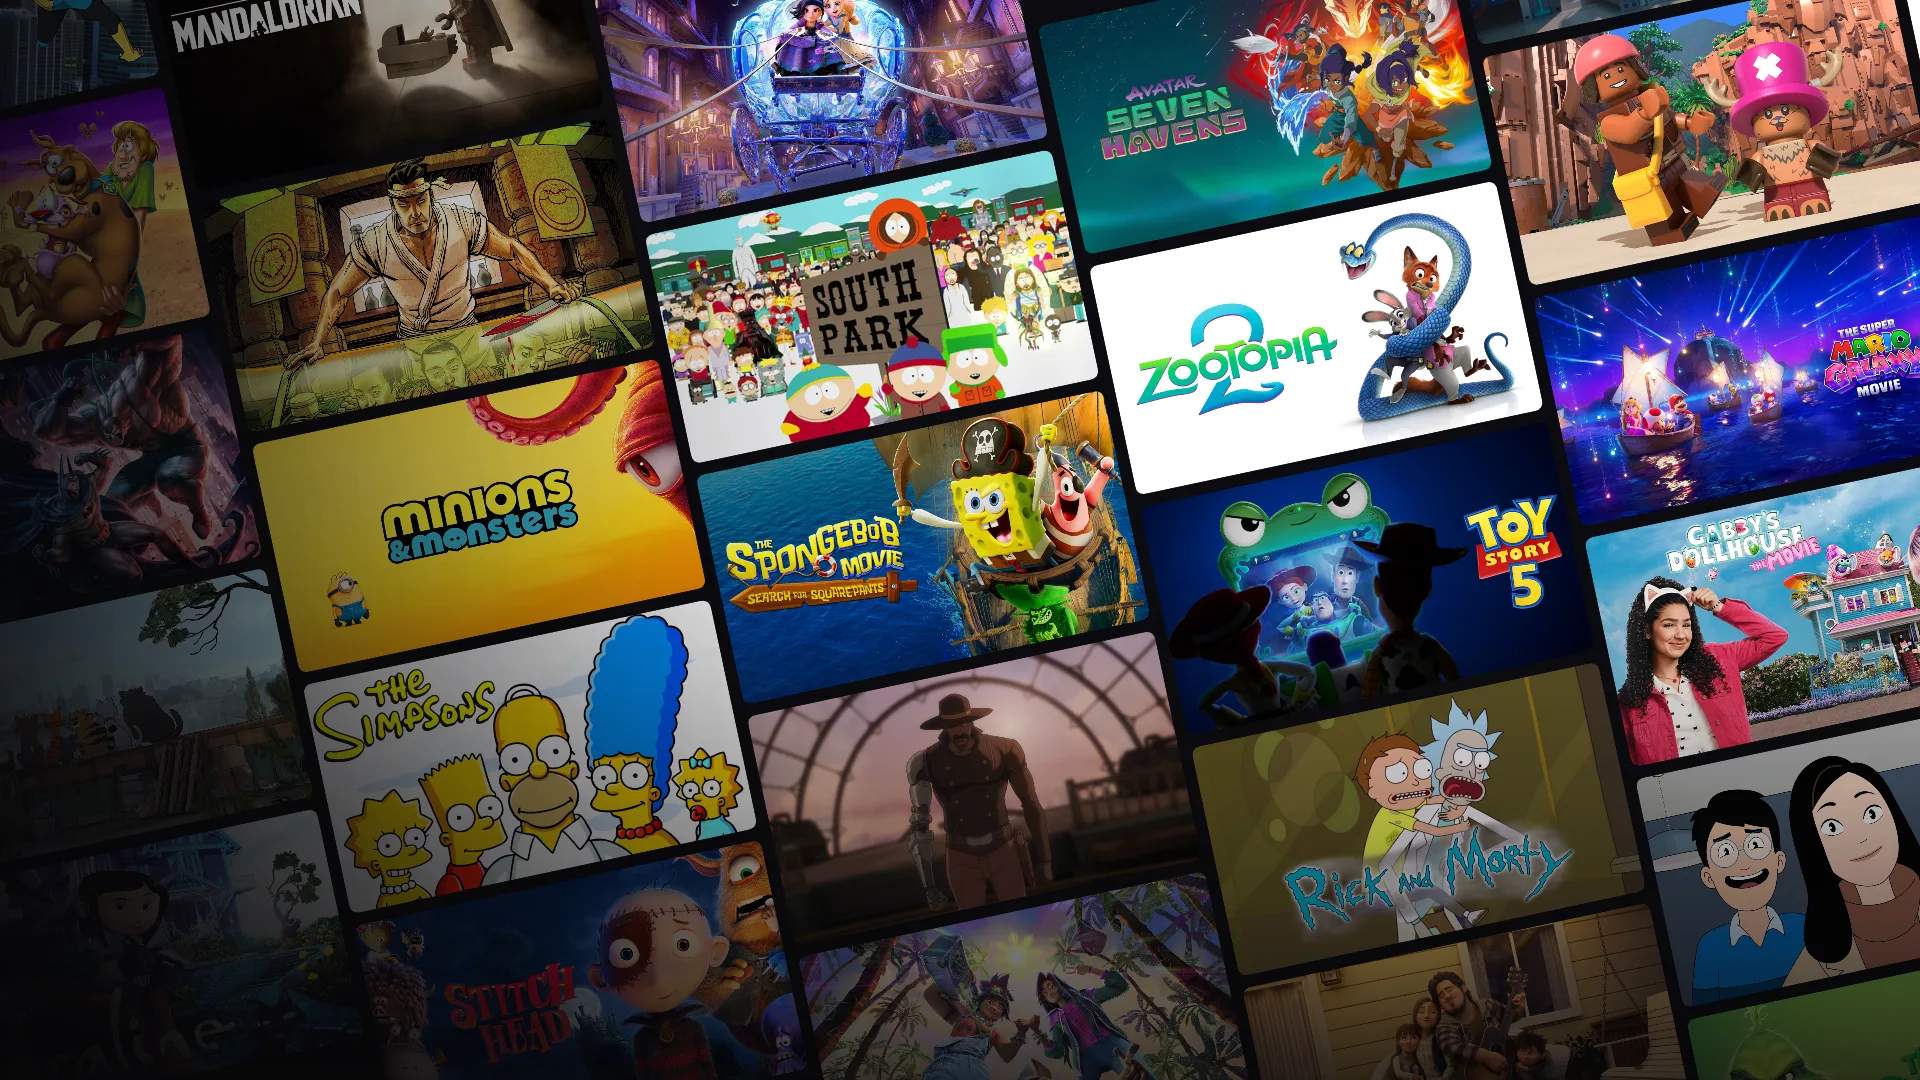 MANDALORIAN
AVATAR
SEVEN
HAVENS
SOUTH
PARK
ZOOTOPIA
2
THE SUPER
MARIO
GALAXY
MOVIE
minions
&monsters
THE
SPONGEBOB
MOVIE
SEARCH FOR SQUAREPANTS
TOY
STORY
5
GABBY'S
DOLLHOUSE
THE MOVIE
THE
SIMPSONS
RICK AND MORTY
STITCH
HEAD